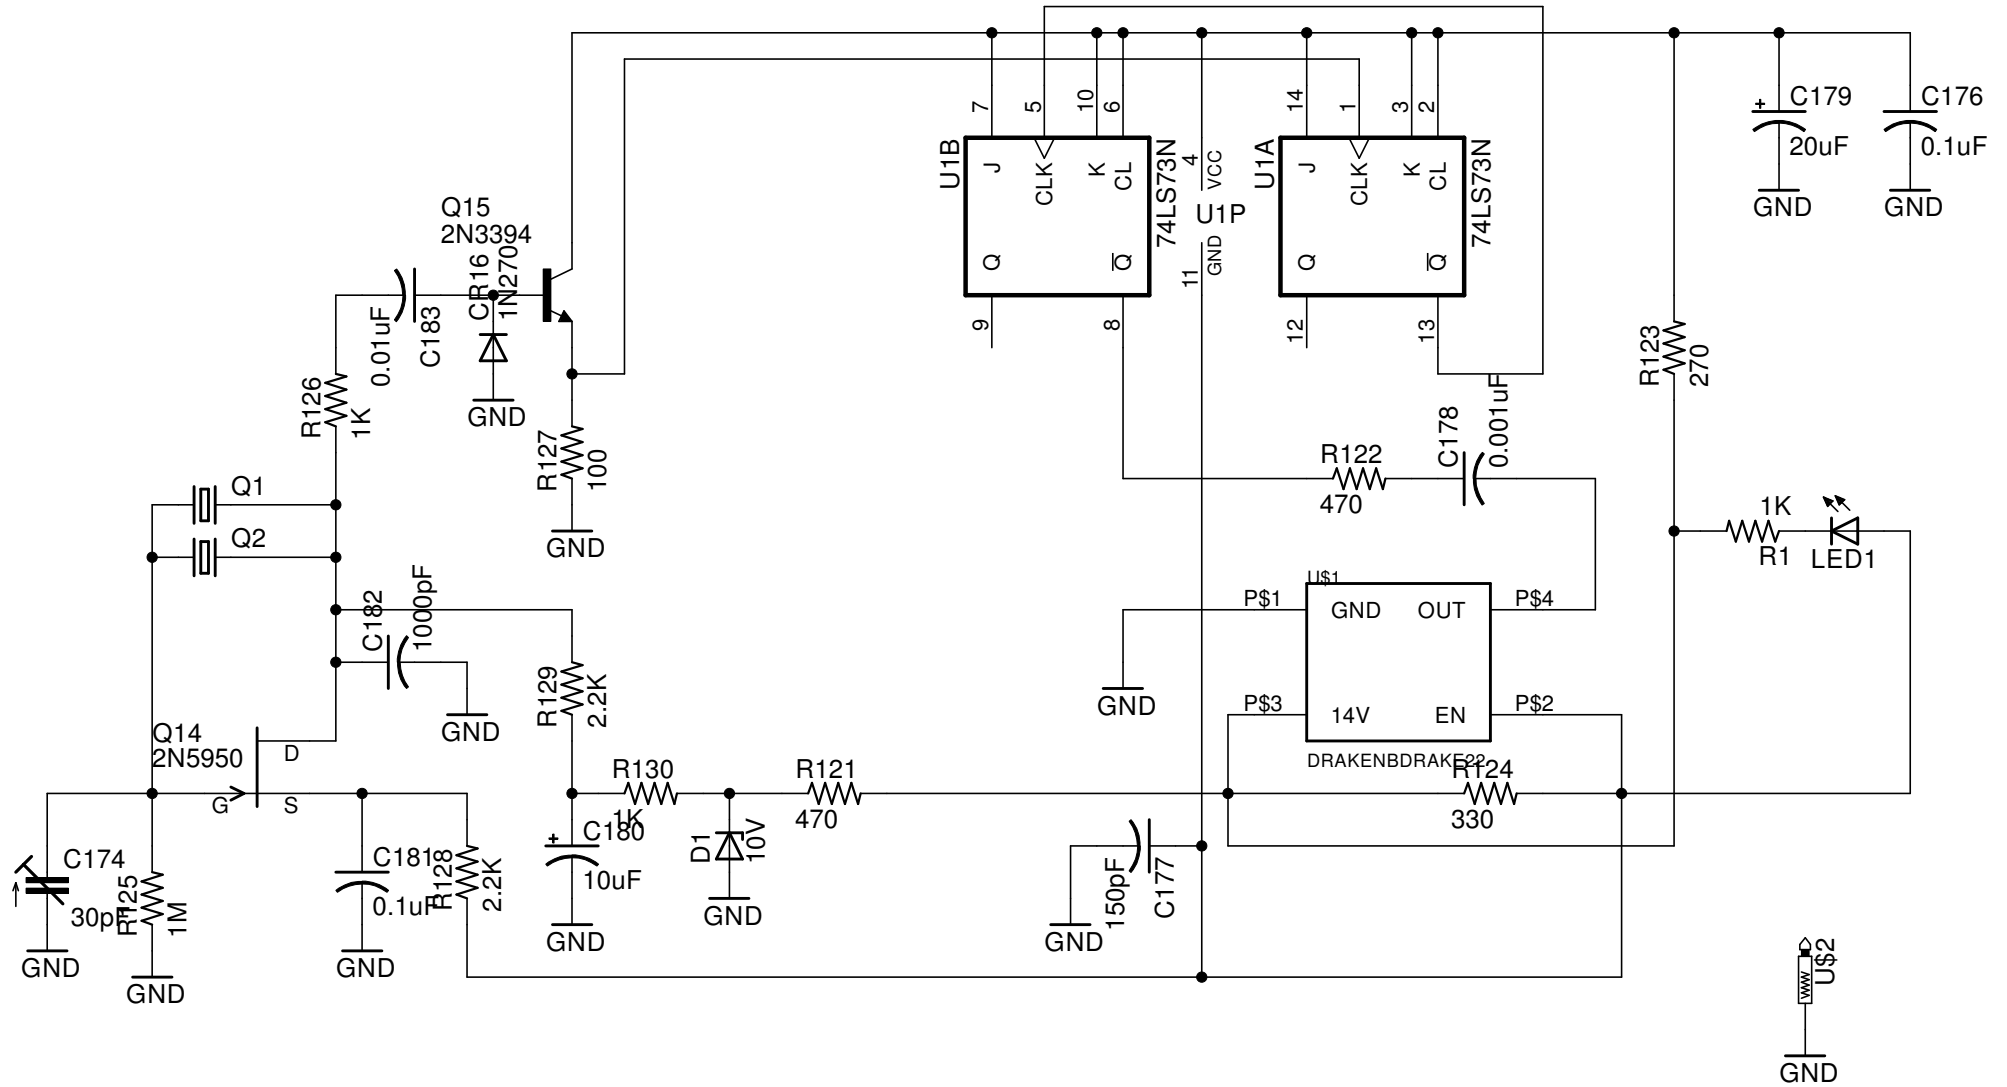 7
5
10
6
14
1
3
2
J
CLK
K
CL
Q
Q
U1B
74LS73N
4
VCC
U1P
GND
11
J
CLK
K
CL
Q
Q
U1A
74LS73N
9
8
12
13
C179
20uF
GND
C176
0.1uF
GND
Q15
2N3394
CR16
1N270
0.01uF
C183
GND
R126
1K
R127
100
GND
R123
270
Q1
Q2
R122
470
C178
0.001uF
1K
R1
LED1
C182
1000pF
GND
R129
2.2K
U$1
P$1
GND
OUT
P$4
GND
P$3
14V
EN
P$2
DRAKENBDRAKE22
Q14
2N5950
D
G
S
R130
1K
R121
470
R124
330
C174
30pF
GND
R125
1M
GND
C181
0.1uF
GND
R128
2.2K
C180
10uF
GND
D1
10V
GND
150pF
C177
GND
U$2
GND